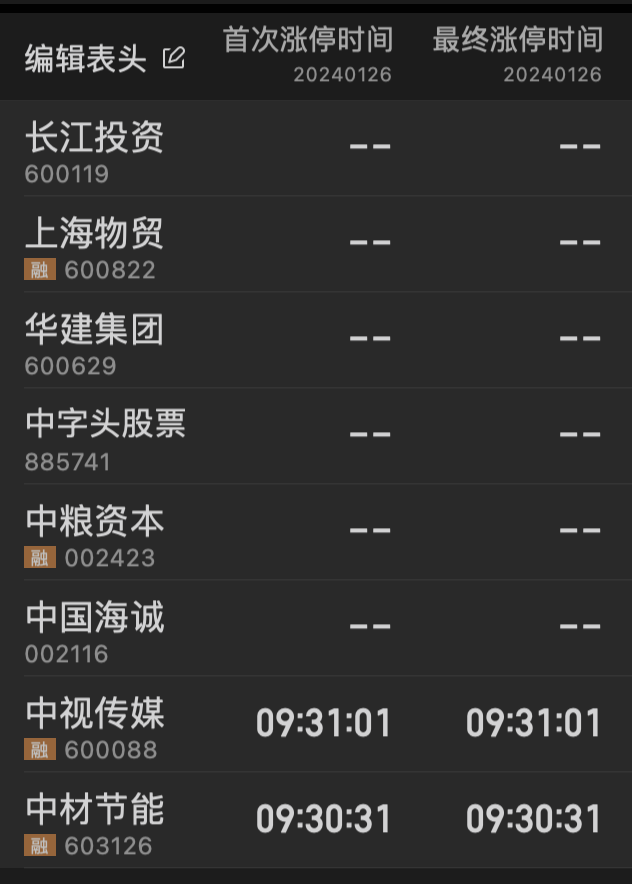 编辑表头 首次涨停时间 最终涨停时间
20240126 20240126
长江投资 -- --
600119
上海物贸 -- --
融 600822
华建集团 -- --
600629
中字头股票 -- --
885741
中粮资本 -- --
融 002423
中国海诚 -- --
002116
中视传媒 09:31:01 09:31:01
融 600088
中材节能 09:30:31 09:30:31
融 603126